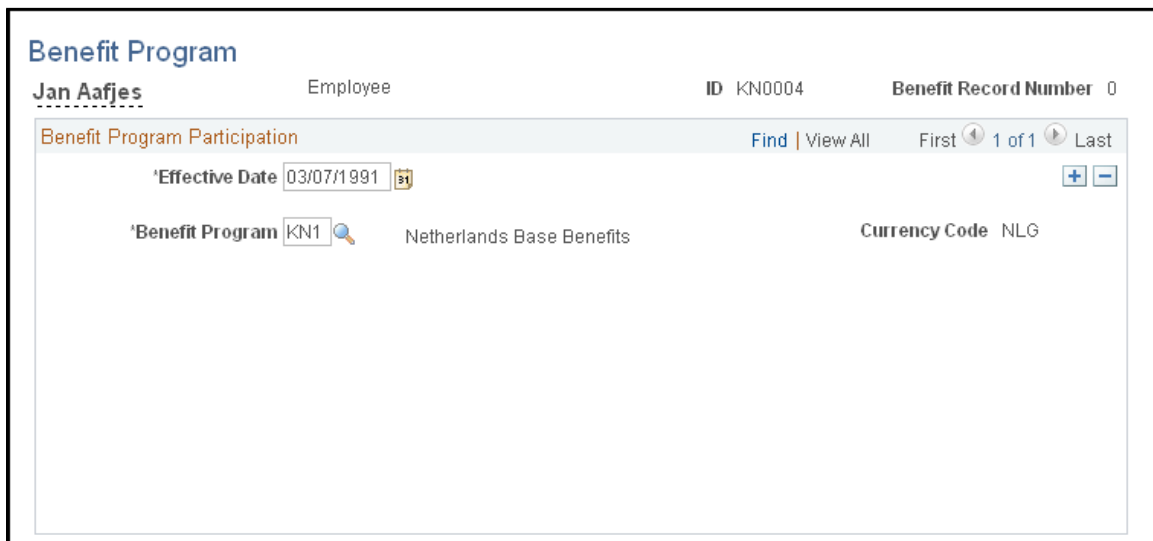 Benefit Program
Jan Aafjes Employee ID KN0004 Benefit Record Number 0
Benefit Program Participation Find | View All First 1 of 1 Last
*Effective Date 03/07/1991 31
*Benefit Program KN1 Netherlands Base Benefits Currency Code NLG